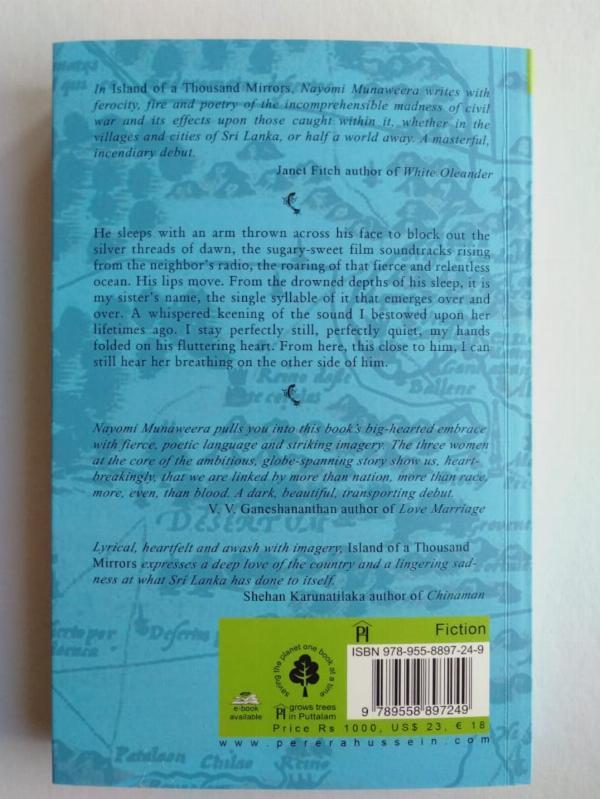 In Island of a Thousand Mirrors, Nayomi Munaweera writes with
ferocity, fire and poetry of the incomprehensible madness of civil
war and its effects upon those caught within it, whether in the
villages and cities of Sri Lanka, or half a world away. A masterful,
incendiary debut.
Janet Fitch author of White Oleander
He sleeps with an arm thrown across his face to block out the
silver threads of dawn, the sugary-sweet film soundtracks rising
from the neighbor's radio, the roaring of that fierce and relentless
ocean. His lips move. From the drowned depths of his sleep, it is
my sister's name, the single syllable of it that emerges over and
over. A whispered keening of the sound I bestowed upon her
lifetimes ago. I stay perfectly still, perfectly quiet, my hands
folded on his fluttering heart. From here, this close to him, I can
still hear her breathing on the other side of him.
Nayomi Munaweera pulls you into this book's big-hearted embrace
with fierce, poetic language and striking imagery. The three women
at the core of the ambitious, globe-spanning story show us, heart-
breakingly, that we are linked by more than nation, more than race,
more, even, than blood. A dark, beautiful, transporting debut.
V. V. Ganeshananthan author of Love Marriage
DESERTUM
Lyrical, heartfelt and awash with imagery, Island of a Thousand
Mirrors expresses a deep love of the country and a lingering sad-
ness at what Sri Lanka has done to itself.
Shehan Karunatilaka author of Chinaman
saving the planet one book at a time
PH
Fiction
ISBN 978-955-8897-24-9
e-book
available
PH grows trees
in Puttalam
9 789558 897249
Price Rs 1000, US$ 23, € 18
www.pererahussein.com